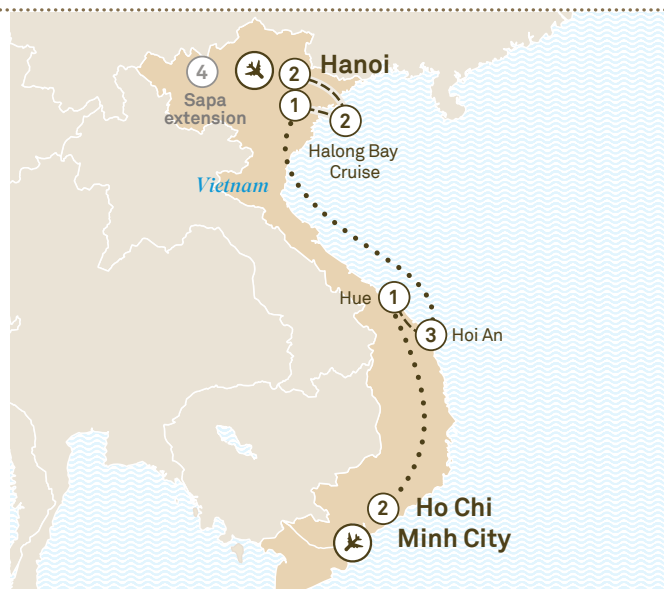 4
Sapa
extension
2
Hanoi
1
2
Halong Bay
Cruise
Vietnam
Hue
1
3
Hoi An
2
Ho Chi
Minh City